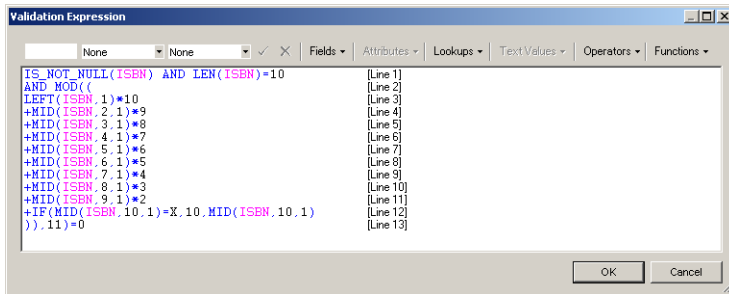 Validation Expression
None None Fields Attributes Lookups Text Values Operators Functions
IS_NOT_NULL(ISBN) AND LEN(ISBN)=10 [Line 1]
AND MOD(( [Line 2]
LEFT(ISBN,1)*10 [Line 3]
+MID(ISBN,2,1)*9 [Line 4]
+MID(ISBN,3,1)*8 [Line 5]
+MID(ISBN,4,1)*7 [Line 6]
+MID(ISBN,5,1)*6 [Line 7]
+MID(ISBN,6,1)*5 [Line 8]
+MID(ISBN,7,1)*4 [Line 9]
+MID(ISBN,8,1)*3 [Line 10]
+MID(ISBN,9,1)*2 [Line 11]
+IF(MID(ISBN,10,1)=X,10,MID(ISBN,10,1) [Line 12]
)),11)=0 [Line 13]
OK Cancel